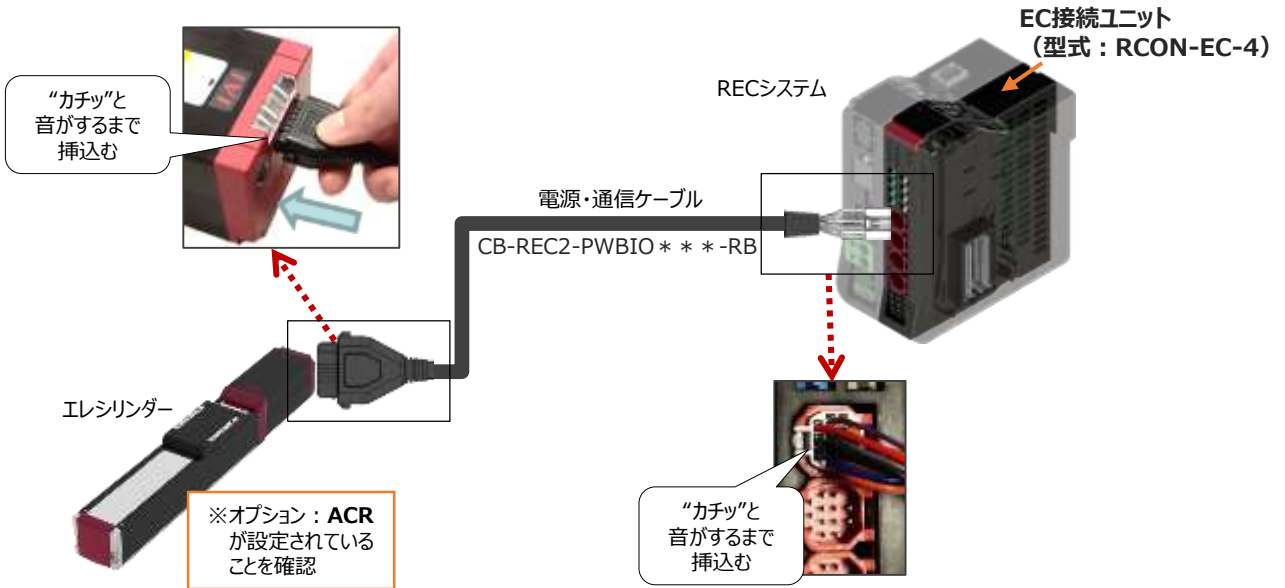 EC接続ユニット
（型式：RCON-EC-4）
RECシステム
“カチッ”と
音がするまで
挿込む
電源・通信ケーブル
CB-REC2-PWBIO＊＊＊-RB
エレシリンダー
※オプション：ACR
が設定されている
ことを確認
“カチッ”と
音がするまで
挿込む